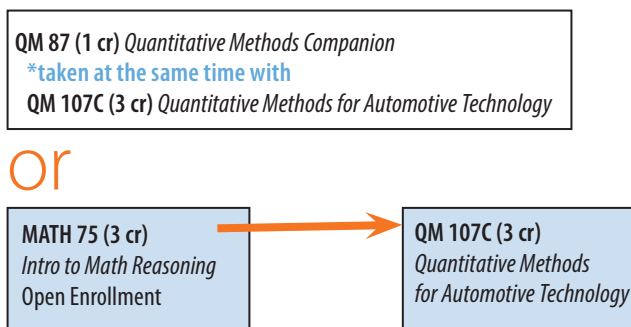 QM 87 (1 cr) Quantitative Methods Companion
*taken at the same time with
QM 107C (3 cr) Quantitative Methods for Automotive Technology
or
MATH 75 (3 cr)
Intro to Math Reasoning
Open Enrollment
QM 107C (3 cr)
Quantitative Methods
for Automotive Technology